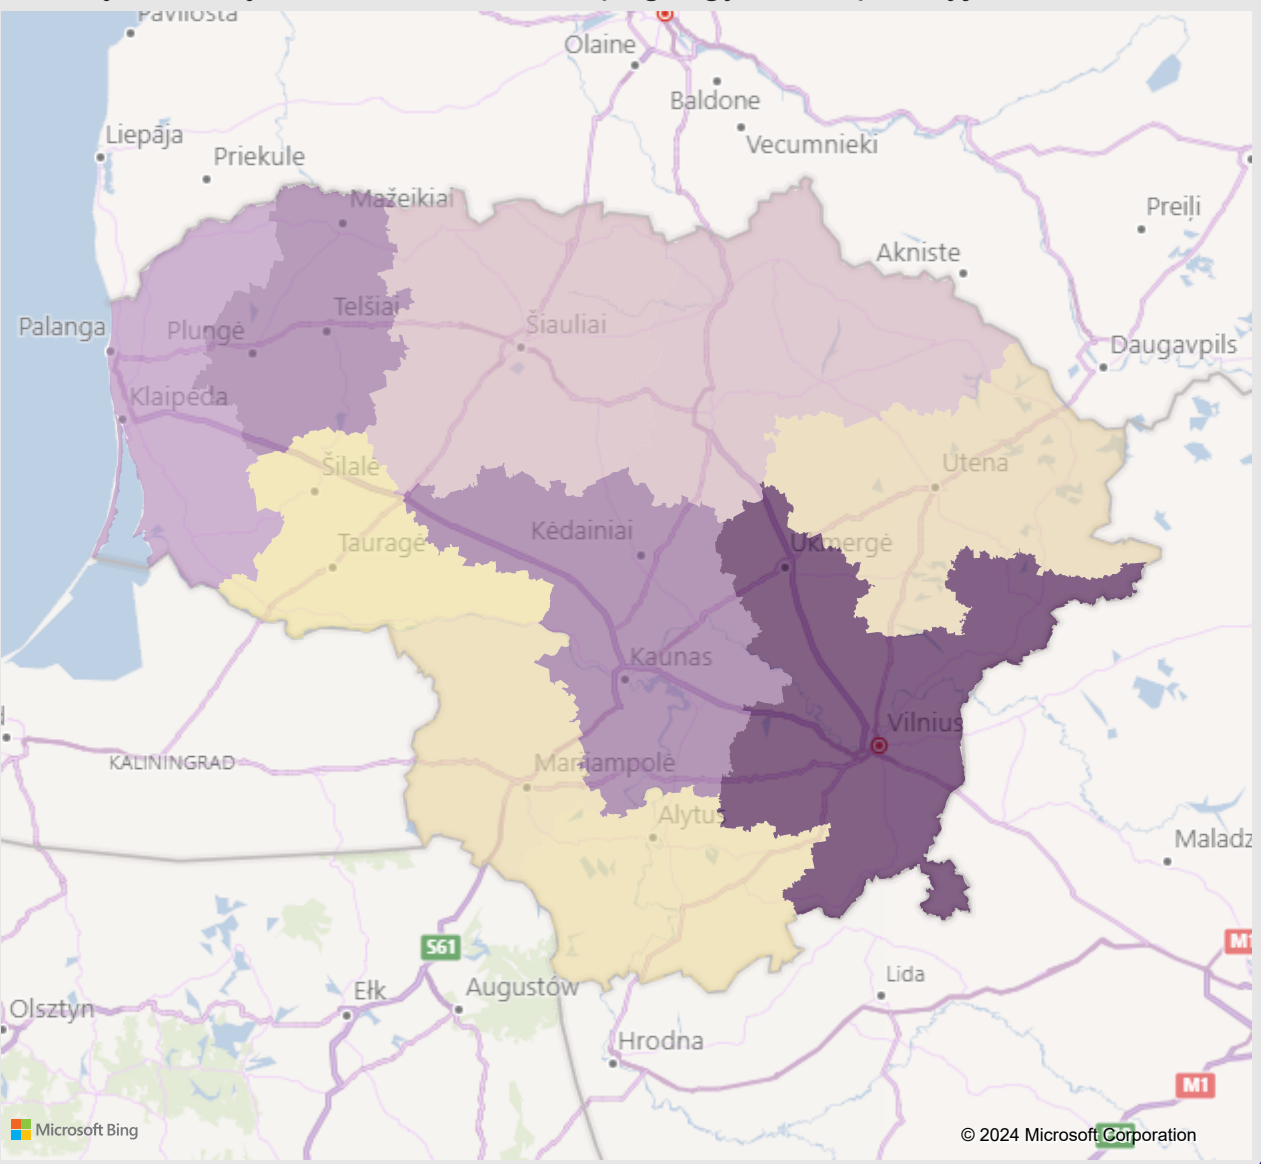 Pāvilosta
Olaine
Baldone
Vecumnieki
Liepāja
Priekule
Preiļi
Mažeikiai
Akniste
Palanga
Plungė
Telšiai
Šiauliai
Daugavpils
Klaipėda
Šilalė
Utena
Tauragė
Kėdainiai
Ukmergė
Kaunas
Vilnius
KALININGRAD
Marijampolė
Alytus
Maladz
S61
M1
Lida
Ełk
Augustów
Olsztyn
Hrodna
M1
Microsoft Bing
© 2024 Microsoft Corporation